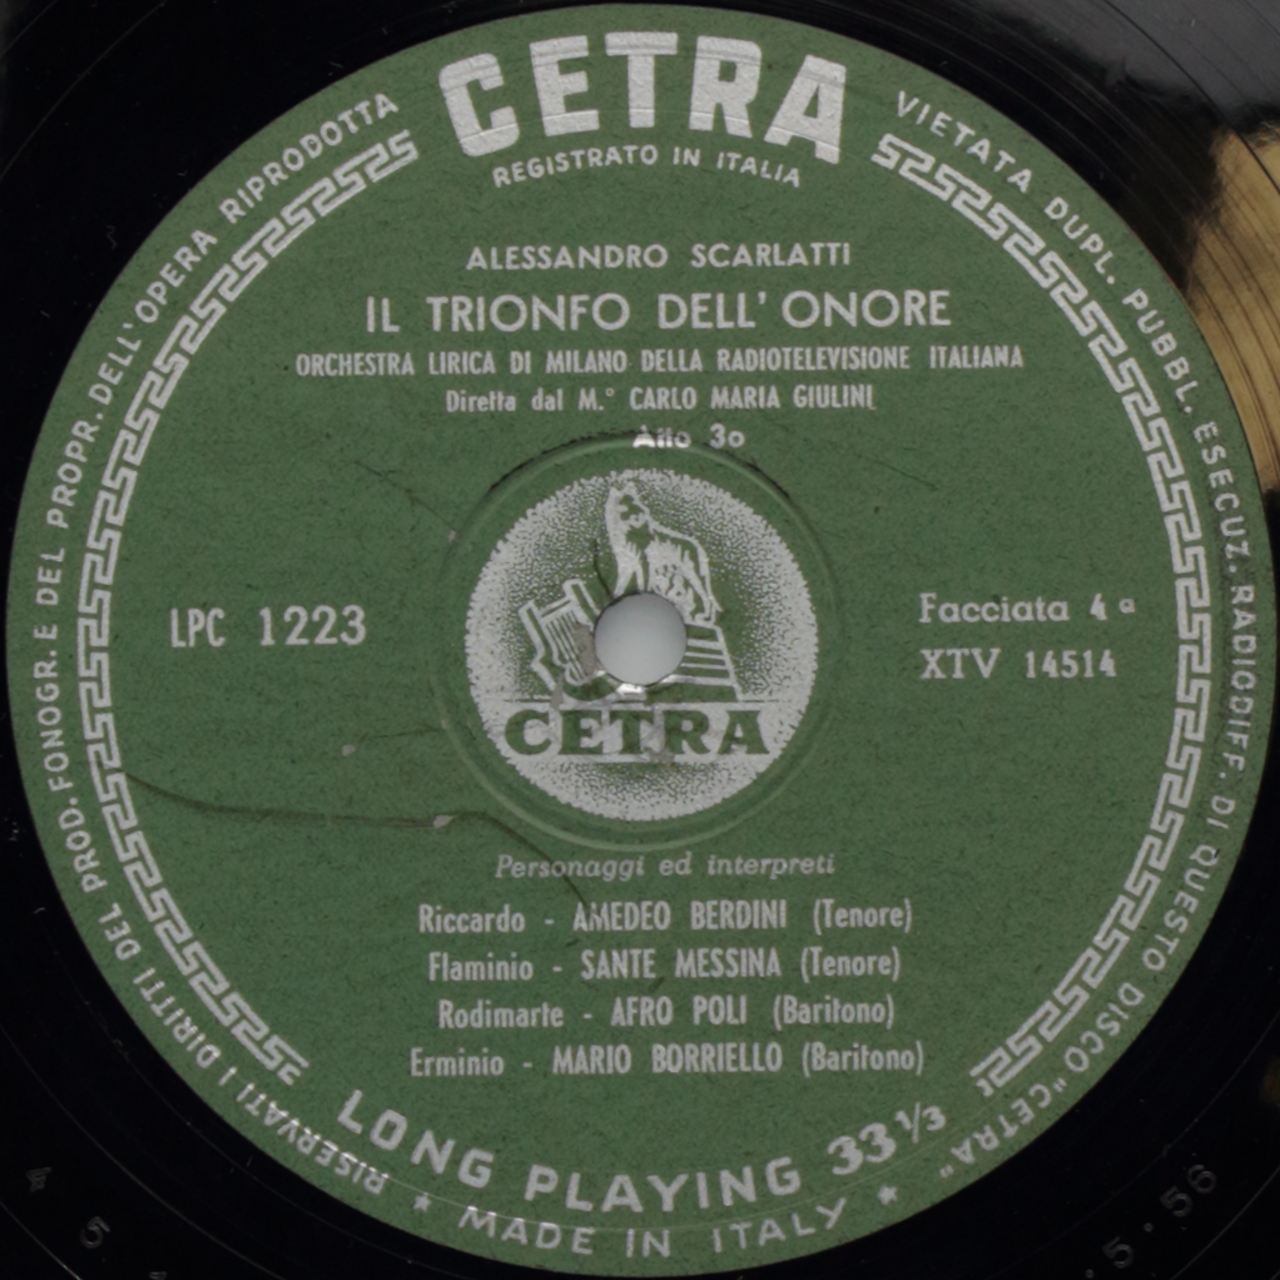 CETRA
REGISTRATO IN ITALIA
RISERVATI I DIRITTI DEL PROD. FONOGR. E DEL PROPR. DELL'OPERA RIPRODOTTA
VIETATA DUPL. PUBBL. ESECUZ. RADIODIFF. DI QUESTO DISCO "CETRA"
ALESSANDRO SCARLATTI
IL TRIONFO DELL' ONORE
ORCHESTRA LIRICA DI MILANO DELLA RADIOTELEVISIONE ITALIANA
Diretta dal M.° CARLO MARIA GIULINI
Atto 3o
LPC 1223
Facciata 4ª
XTV 14514
CETRA
Personaggi ed interpreti
Riccardo - AMEDEO BERDINI (Tenore)
Flaminio - SANTE MESSINA (Tenore)
Rodimarte - AFRO POLI (Baritono)
Erminio - MARIO BORRIELLO (Baritono)
LONG PLAYING 33⅓
★ MADE IN ITALY ★